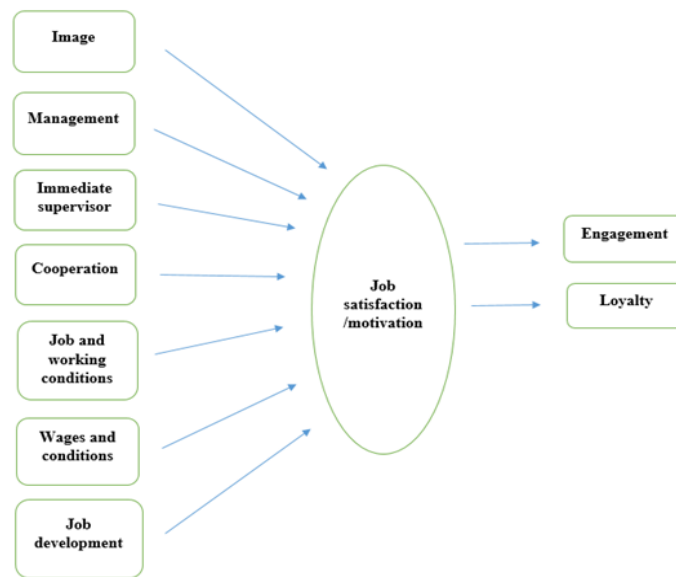 Image
Management
Immediate
supervisor
Cooperation
Job and
working
conditions
Wages and
conditions
Job
development
Job
satisfaction
/motivation
Engagement
Loyalty